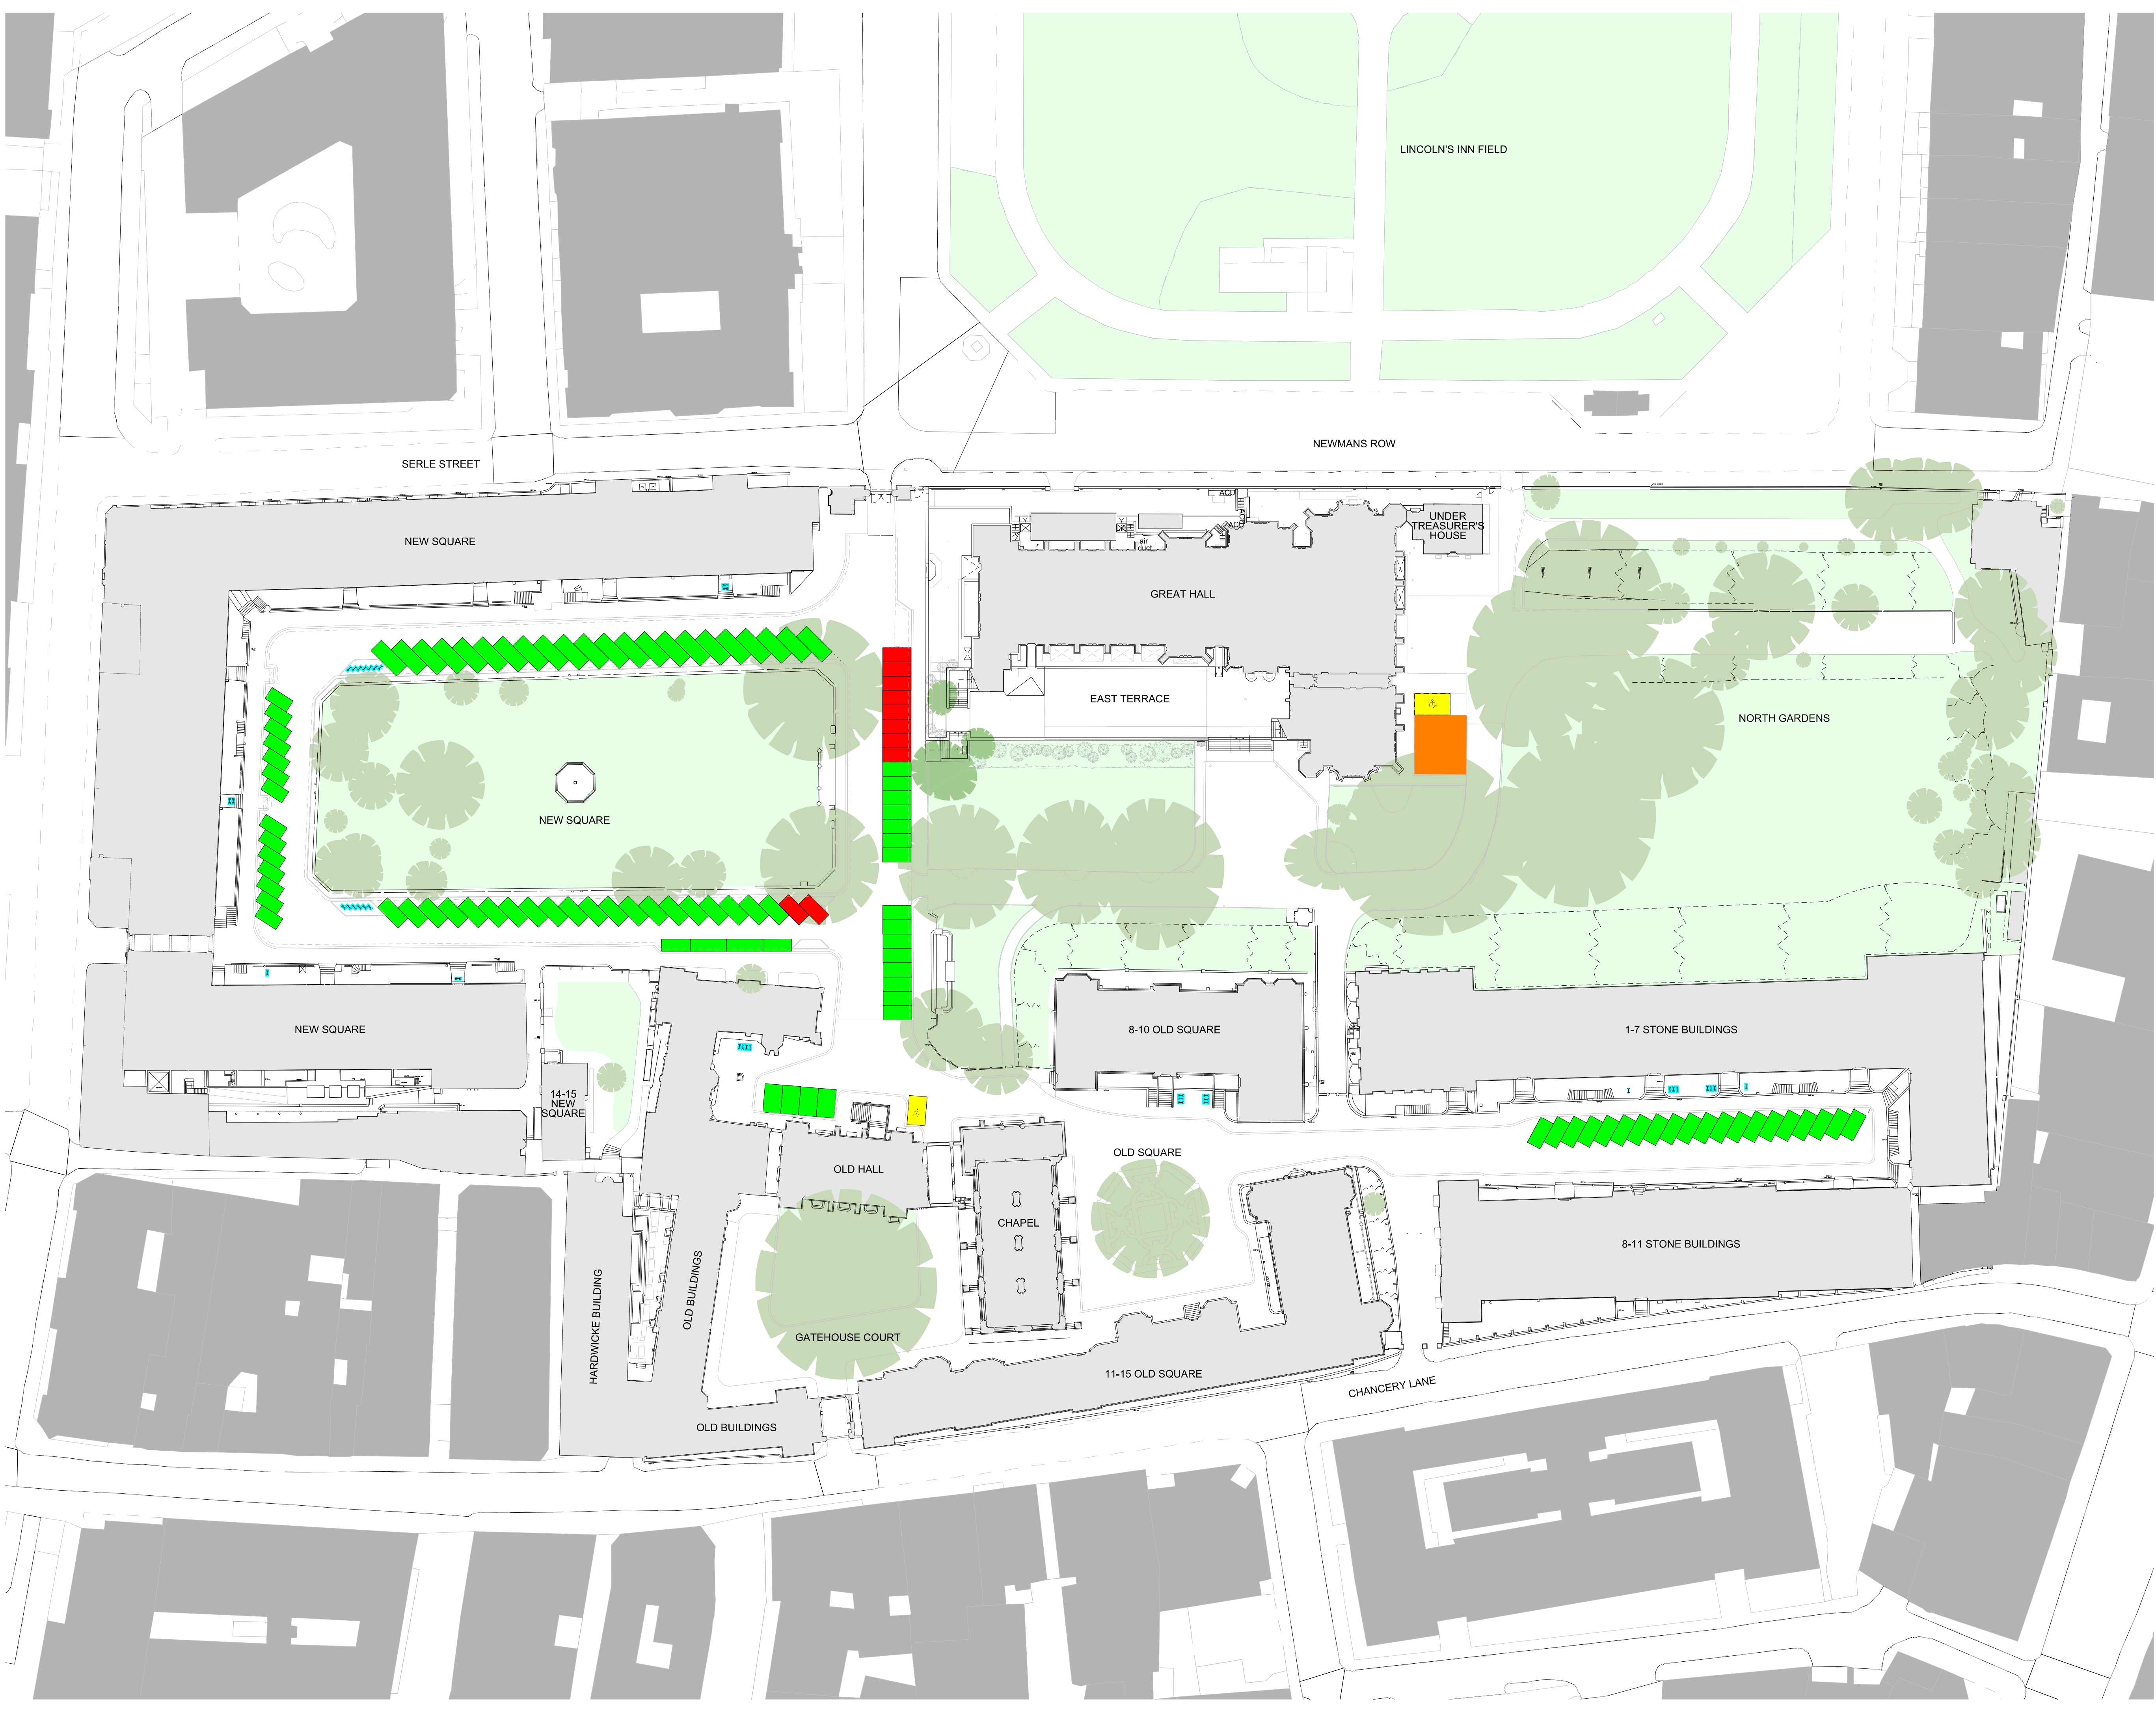 LINCOLN'S INN FIELD
NEWMANS ROW
SERLE STREET
ACU
UNDER
TREASURER'S
HOUSE
NEW SQUARE
air
duct
GREAT HALL
EAST TERRACE
NORTH GARDENS
NEW SQUARE
NEW SQUARE
8-10 OLD SQUARE
1-7 STONE BUILDINGS
14-15
NEW
SQUARE
OLD SQUARE
OLD HALL
CHAPEL
8-11 STONE BUILDINGS
HARDWICKE BUILDING
OLD BUILDINGS
GATEHOUSE COURT
11-15 OLD SQUARE
CHANCERY LANE
OLD BUILDINGS